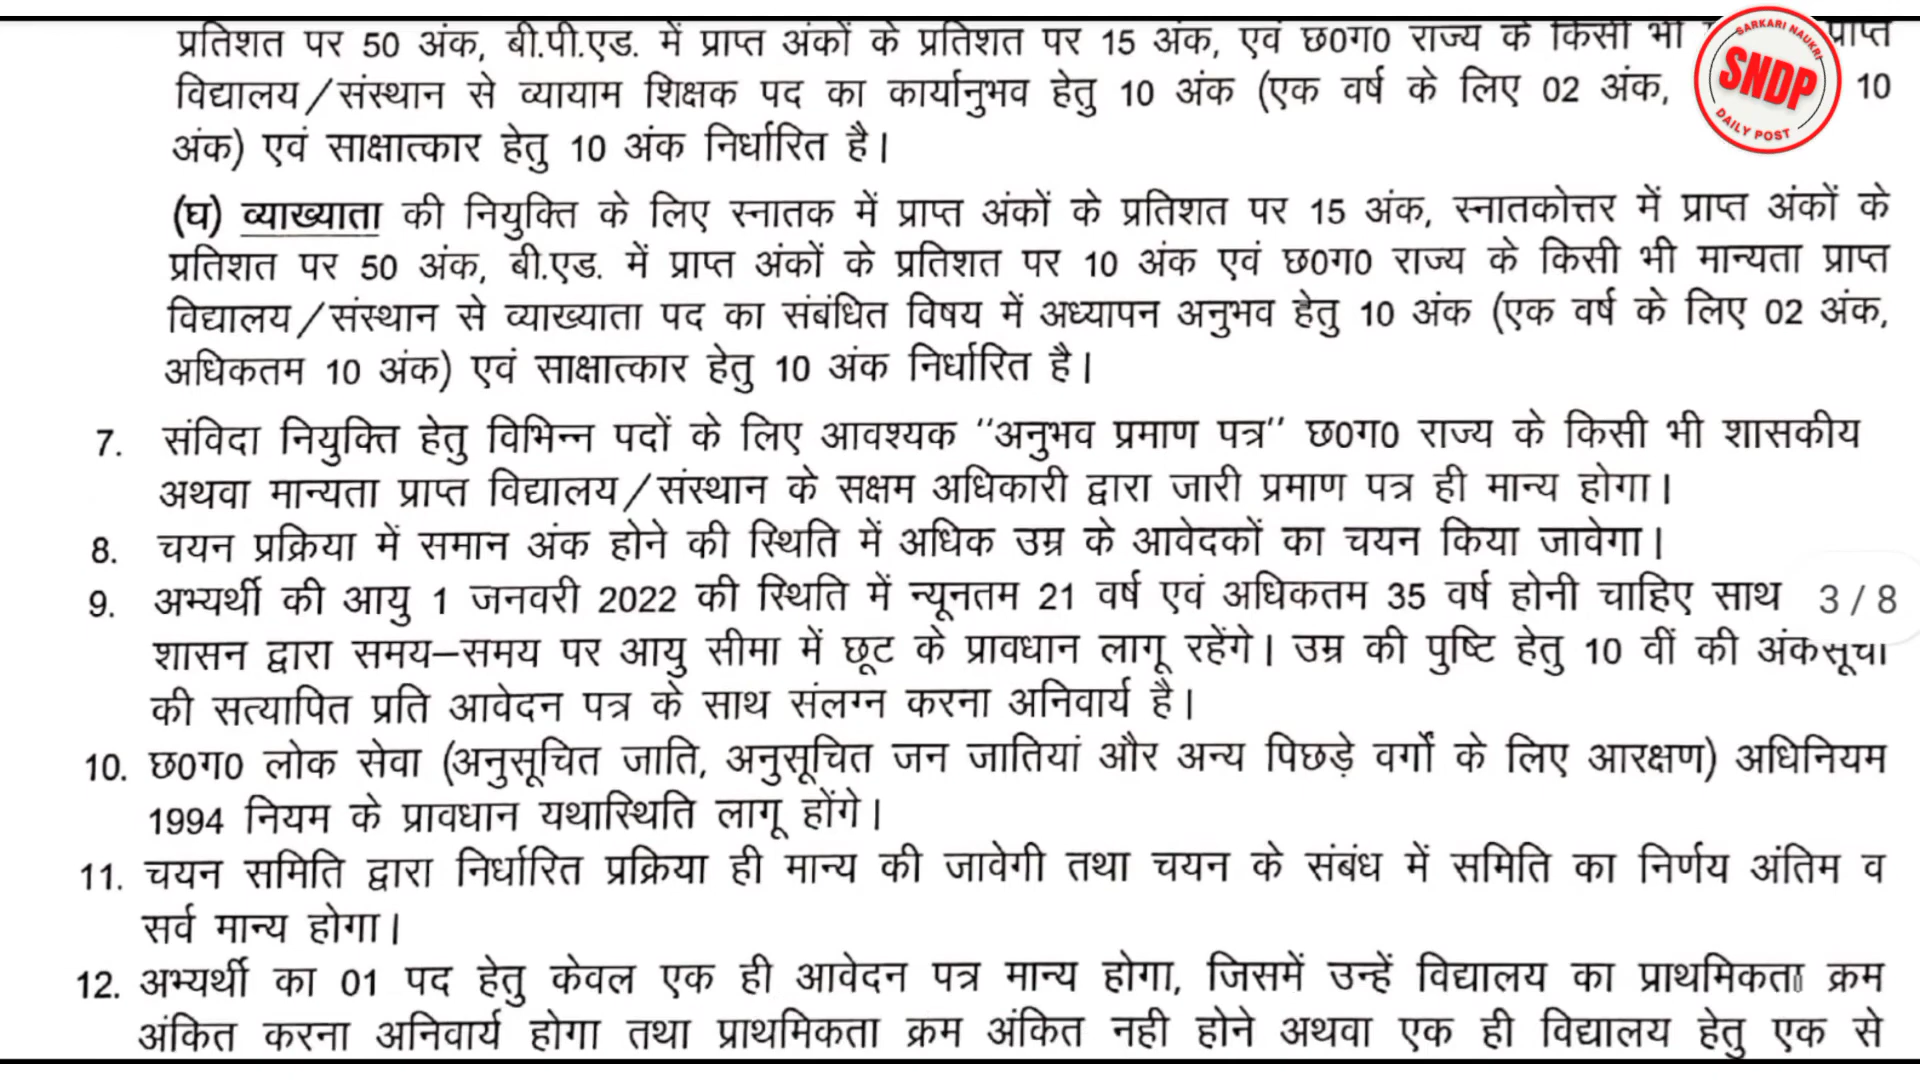 प्रतिशत पर 50 अंक, बी.पी.एड. में प्राप्त अंकों के प्रतिशत पर 15 अंक, एवं छ0ग0 राज्य के किसी भी प्राप्त
विद्यालय/संस्थान से व्यायाम शिक्षक पद का कार्यानुभव हेतु 10 अंक (एक वर्ष के लिए 02 अंक, 10
अंक) एवं साक्षात्कार हेतु 10 अंक निर्धारित है।
SARKARI NAUKRI
SNDP
DAILY POST
(घ) व्याख्याता की नियुक्ति के लिए स्नातक में प्राप्त अंकों के प्रतिशत पर 15 अंक, स्नातकोत्तर में प्राप्त अंकों के
प्रतिशत पर 50 अंक, बी.एड. में प्राप्त अंकों के प्रतिशत पर 10 अंक एवं छ0ग0 राज्य के किसी भी मान्यता प्राप्त
विद्यालय/संस्थान से व्याख्याता पद का संबंधित विषय में अध्यापन अनुभव हेतु 10 अंक (एक वर्ष के लिए 02 अंक,
अधिकतम 10 अंक) एवं साक्षात्कार हेतु 10 अंक निर्धारित है।
7. संविदा नियुक्ति हेतु विभिन्न पदों के लिए आवश्यक ''अनुभव प्रमाण पत्र'' छ0ग0 राज्य के किसी भी शासकीय
अथवा मान्यता प्राप्त विद्यालय/संस्थान के सक्षम अधिकारी द्वारा जारी प्रमाण पत्र ही मान्य होगा।
8. चयन प्रक्रिया में समान अंक होने की स्थिति में अधिक उम्र के आवेदकों का चयन किया जावेगा।
9. अभ्यर्थी की आयु 1 जनवरी 2022 की स्थिति में न्यूनतम 21 वर्ष एवं अधिकतम 35 वर्ष होनी चाहिए साथ
3 / 8
शासन द्वारा समय–समय पर आयु सीमा में छूट के प्रावधान लागू रहेंगे। उम्र की पुष्टि हेतु 10 वीं की अंकसूची
की सत्यापित प्रति आवेदन पत्र के साथ संलग्न करना अनिवार्य है।
10. छ0ग0 लोक सेवा (अनुसूचित जाति, अनुसूचित जन जातियां और अन्य पिछड़े वर्गों के लिए आरक्षण) अधिनियम
1994 नियम के प्रावधान यथास्थिति लागू होंगे।
11. चयन समिति द्वारा निर्धारित प्रक्रिया ही मान्य की जावेगी तथा चयन के संबंध में समिति का निर्णय अंतिम व
सर्व मान्य होगा।
12. अभ्यर्थी का 01 पद हेतु केवल एक ही आवेदन पत्र मान्य होगा, जिसमें उन्हें विद्यालय का प्राथमिकता क्रम
अंकित करना अनिवार्य होगा तथा प्राथमिकता क्रम अंकित नही होने अथवा एक ही विद्यालय हेतु एक से